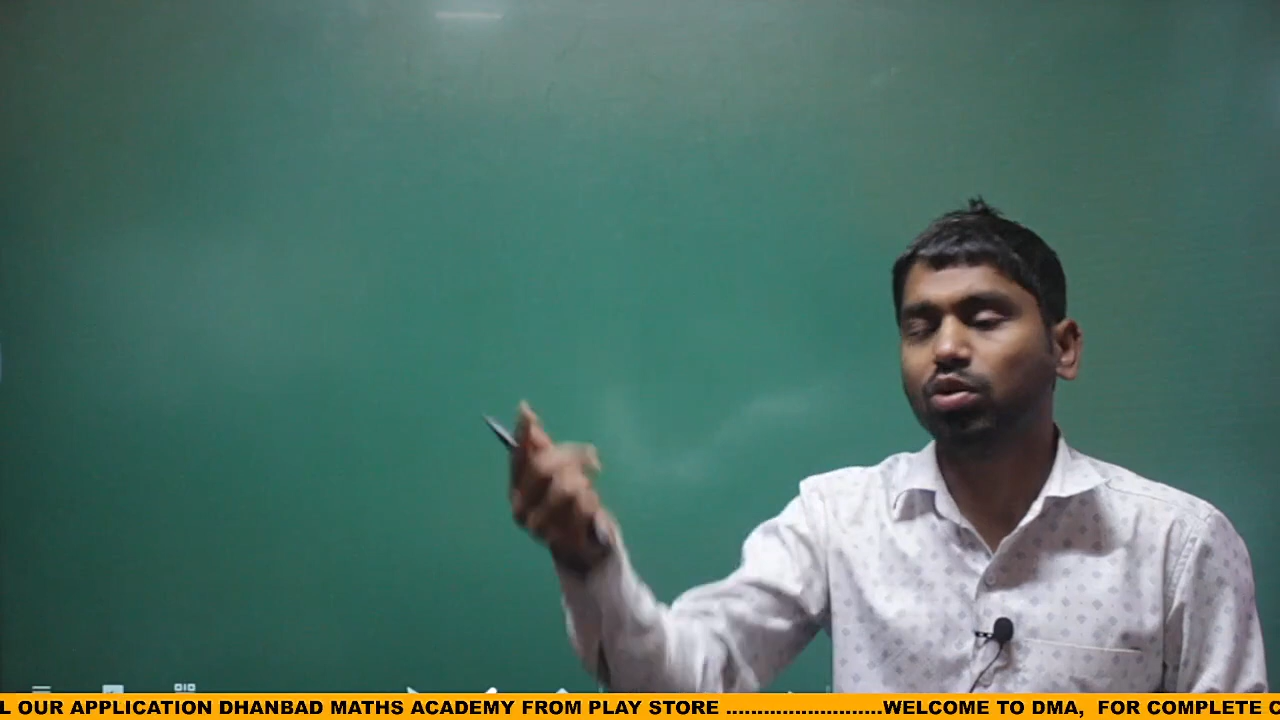 L OUR APPLICATION DHANBAD MATHS ACADEMY FROM PLAY STORE .........................WELCOME TO DMA,  FOR COMPLETE C